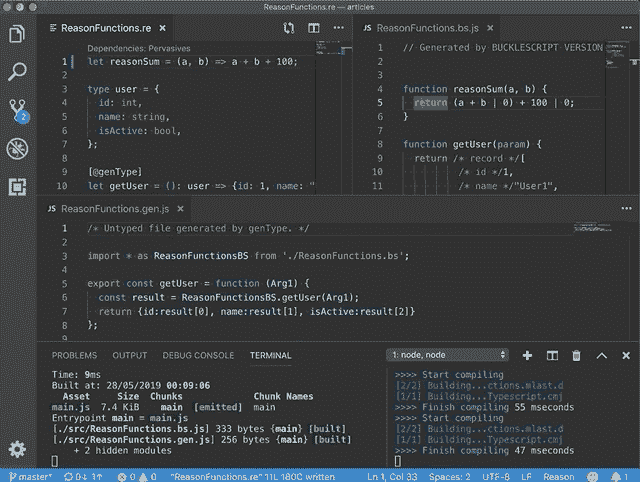 ReasonFunctions.re — articles
ReasonFunctions.re ×
Dependencies: Pervasives
1 let reasonSum = (a, b) => a + b + 100;
2
3 type user = {
4 id: int,
5 name: string,
6 isActive: bool,
7 };
8
9 [@genType]
10 let getUser = (): user => {id: 1, name: "
ReasonFunctions.bs.js ×
1 // Generated by BUCKLESCRIPT VERSION
2
3
4 function reasonSum(a, b) {
5 return (a + b | 0) + 100 | 0;
6 }
7
8 function getUser(param) {
9 return /* record */[
10 /* id */1,
11 /* name */"User1",
ReasonFunctions.gen.js ×
1 /* Untyped file generated by genType. */
2
3 import * as ReasonFunctionsBS from './ReasonFunctions.bs';
4
5 export const getUser = function (Arg1) {
6 const result = ReasonFunctionsBS.getUser(Arg1);
7 return {id:result[0], name:result[1], isActive:result[2]}
8 };
9
PROBLEMS OUTPUT DEBUG CONSOLE TERMINAL 1: node, node
Time: 9ms
Built at: 28/05/2019 00:09:06
Asset Size Chunks Chunk Names
main.js 7.4 KiB main [emitted] main
Entrypoint main = main.js
[./src/ReasonFunctions.bs.js] 333 bytes {main} [built]
[./src/ReasonFunctions.gen.js] 256 bytes {main} [built]
+ 2 hidden modules
>>>> Start compiling
[2/2] Building...ctions.mlast.d
[1/1] Building...Typescript.cmj
>>>> Finish compiling 55 mseconds
>>>> Start compiling
[2/2] Building...ctions.mlast.d
[1/1] Building...Typescript.cmj
>>>> Finish compiling 47 mseconds
2
master* 0↓ 1↑ 0 0 "ReasonFunctions.re" 11L 180C written Ln 1, Col 33 Spaces: 2 UTF-8 LF Reason 1